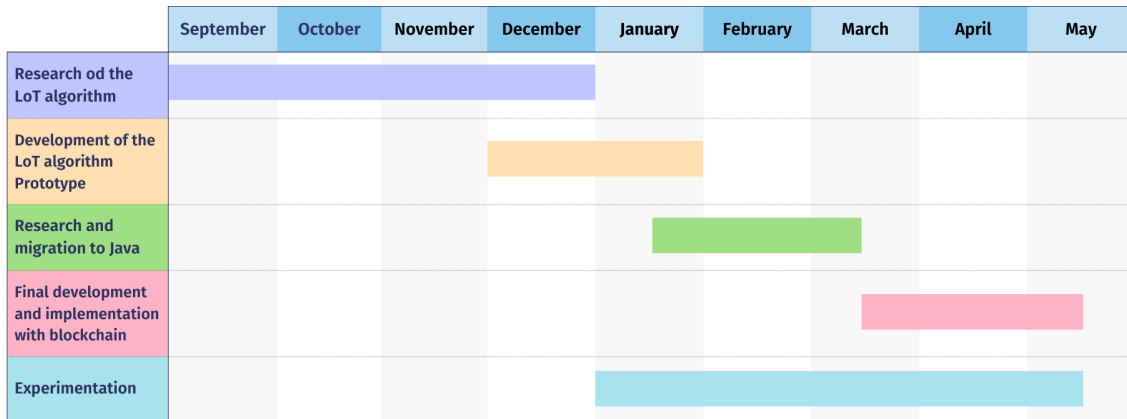 September October November December January February March April May
Research od the
LoT algorithm
Development of the
LoT algorithm
Prototype
Research and
migration to Java
Final development
and implementation
with blockchain
Experimentation